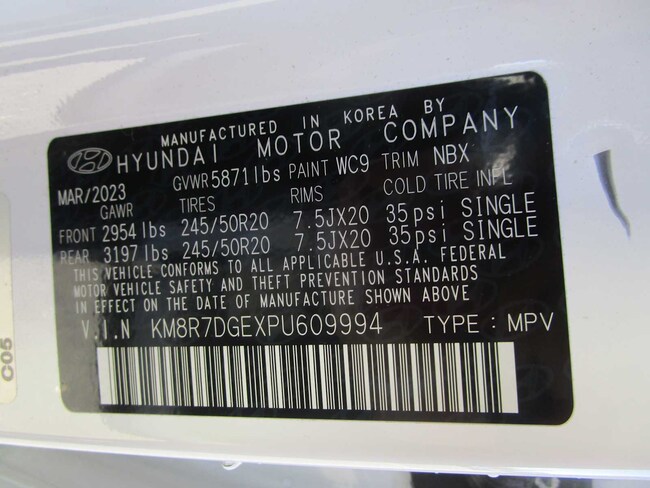 MANUFACTURED IN KOREA BY
HYUNDAI MOTOR COMPANY
MAR/2023 GVWR 5871lbs PAINT WC9 TRIM NBX
GAWR TIRES RIMS COLD TIRE INFL
FRONT 2954 lbs 245/50R20 7.5JX20 35psi SINGLE
REAR 3197 lbs 245/50R20 7.5JX20 35psi SINGLE
THIS VEHICLE CONFORMS TO ALL APPLICABLE U.S.A. FEDERAL
MOTOR VEHICLE SAFETY AND THEFT PREVENTION STANDARDS
IN EFFECT ON THE DATE OF MANUFACTURE SHOWN ABOVE
V.I.N KM8R7DGEXPU609994 TYPE : MPV
C05